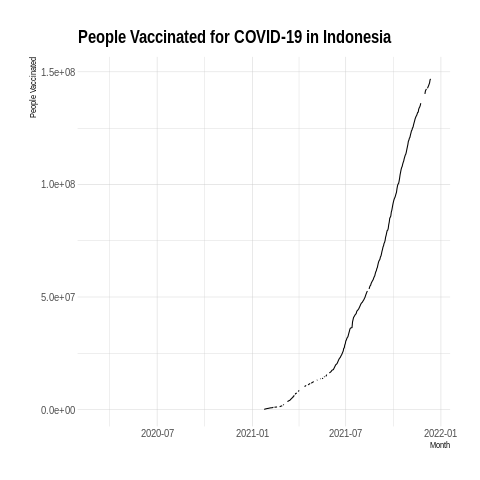 People Vaccinated for COVID-19 in Indonesia
People Vaccinated
1.5e+08
1.0e+08
5.0e+07
0.0e+00
2020-07 2021-01 2021-07 2022-01
Month